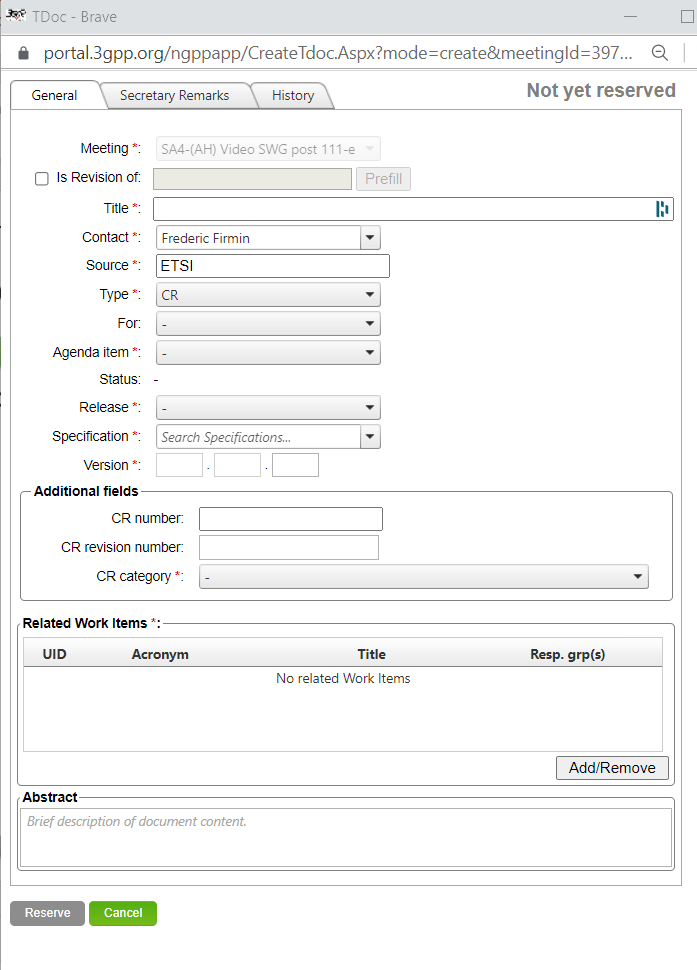 TDoc - Brave
portal.3gpp.org/ngppapp/CreateTdoc.Aspx?mode=create&meetingId=397...
General Secretary Remarks History Not yet reserved
Meeting *: SA4-(AH) Video SWG post 111-e
Is Revision of: Prefill
Title *:
Contact *: Frederic Firmin
Source *: ETSI
Type *: CR
For: -
Agenda item *: -
Status: -
Release *: -
Specification *: Search Specifications...
Version *: . .
Additional fields
CR number:
CR revision number:
CR category *: -
Related Work Items *:
UID Acronym Title Resp. grp(s)
No related Work Items
Add/Remove
Abstract
Brief description of document content.
Reserve Cancel